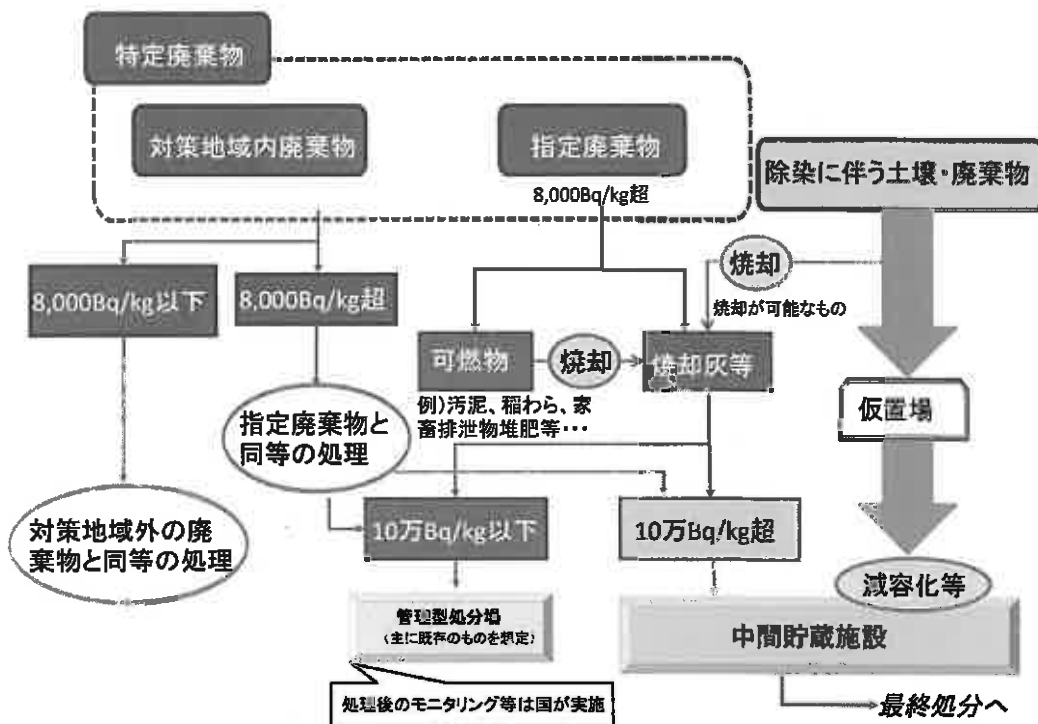 特定廃棄物
対策地域内廃棄物
指定廃棄物
8,000Bq/kg超
除染に伴う土壌・廃棄物
焼却
焼却が可能なもの
8,000Bq/kg以下
8,000Bq/kg超
可燃物
焼却
焼却灰等
例)汚泥、稲わら、家
畜排泄物堆肥等・・・
仮置場
指定廃棄物と
同等の処理
対策地域外の廃
棄物と同等の処理
10万Bq/kg以下
10万Bq/kg超
減容化等
管理型処分場
(主に既存のものを想定)
中間貯蔵施設
処理後のモニタリング等は国が実施
最終処分へ